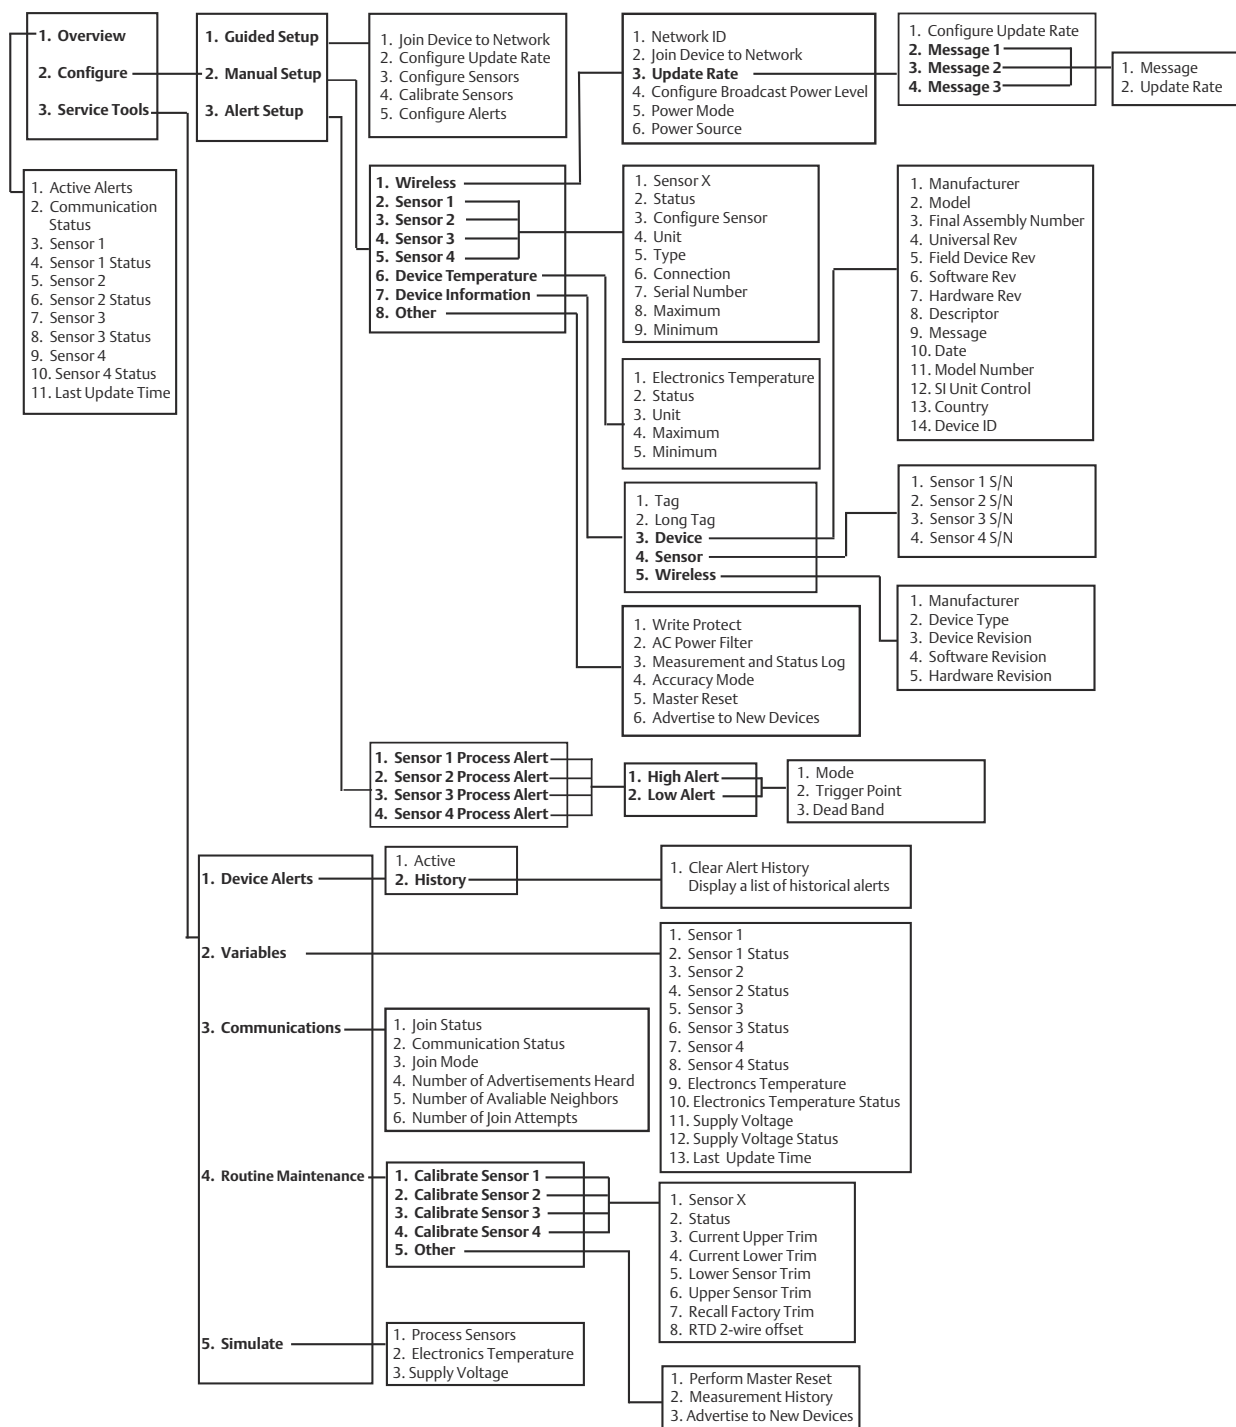 1. Overview
2. Configure
3. Service Tools
1. Guided Setup
2. Manual Setup
3. Alert Setup
1. Join Device to Network
2. Configure Update Rate
3. Configure Sensors
4. Calibrate Sensors
5. Configure Alerts
1. Network ID
2. Join Device to Network
3. Update Rate
4. Configure Broadcast Power Level
5. Power Mode
6. Power Source
1. Configure Update Rate
2. Message 1
3. Message 2
4. Message 3
1. Message
2. Update Rate
1. Active Alerts
2. Communication
Status
3. Sensor 1
4. Sensor 1 Status
5. Sensor 2
6. Sensor 2 Status
7. Sensor 3
8. Sensor 3 Status
9. Sensor 4
10. Sensor 4 Status
11. Last Update Time
1. Wireless
2. Sensor 1
3. Sensor 2
4. Sensor 3
5. Sensor 4
6. Device Temperature
7. Device Information
8. Other
1. Sensor X
2. Status
3. Configure Sensor
4. Unit
5. Type
6. Connection
7. Serial Number
8. Maximum
9. Minimum
1. Manufacturer
2. Model
3. Final Assembly Number
4. Universal Rev
5. Field Device Rev
6. Software Rev
7. Hardware Rev
8. Descriptor
9. Message
10. Date
11. Model Number
12. SI Unit Control
13. Country
14. Device ID
1. Electronics Temperature
2. Status
3. Unit
4. Maximum
5. Minimum
1. Tag
2. Long Tag
3. Device
4. Sensor
5. Wireless
1. Sensor 1 S/N
2. Sensor 2 S/N
3. Sensor 3 S/N
4. Sensor 4 S/N
1. Manufacturer
2. Device Type
3. Device Revision
4. Software Revision
5. Hardware Revision
1. Write Protect
2. AC Power Filter
3. Measurement and Status Log
4. Accuracy Mode
5. Master Reset
6. Advertise to New Devices
1. Sensor 1 Process Alert
2. Sensor 2 Process Alert
3. Sensor 3 Process Alert
4. Sensor 4 Process Alert
1. High Alert
2. Low Alert
1. Mode
2. Trigger Point
3. Dead Band
1. Device Alerts
2. Variables
3. Communications
4. Routine Maintenance
5. Simulate
1. Active
2. History
1. Clear Alert History
Display a list of historical alerts
1. Sensor 1
2. Sensor 1 Status
3. Sensor 2
4. Sensor 2 Status
5. Sensor 3
6. Sensor 3 Status
7. Sensor 4
8. Sensor 4 Status
9. Electroncs Temperature
10. Electronics Temperature Status
11. Supply Voltage
12. Supply Voltage Status
13. Last Update Time
1. Join Status
2. Communication Status
3. Join Mode
4. Number of Advertisements Heard
5. Number of Avaliable Neighbors
6. Number of Join Attempts
1. Calibrate Sensor 1
2. Calibrate Sensor 2
3. Calibrate Sensor 3
4. Calibrate Sensor 4
5. Other
1. Sensor X
2. Status
3. Current Upper Trim
4. Current Lower Trim
5. Lower Sensor Trim
6. Upper Sensor Trim
7. Recall Factory Trim
8. RTD 2-wire offset
1. Process Sensors
2. Electronics Temperature
3. Supply Voltage
1. Perform Master Reset
2. Measurement History
3. Advertise to New Devices